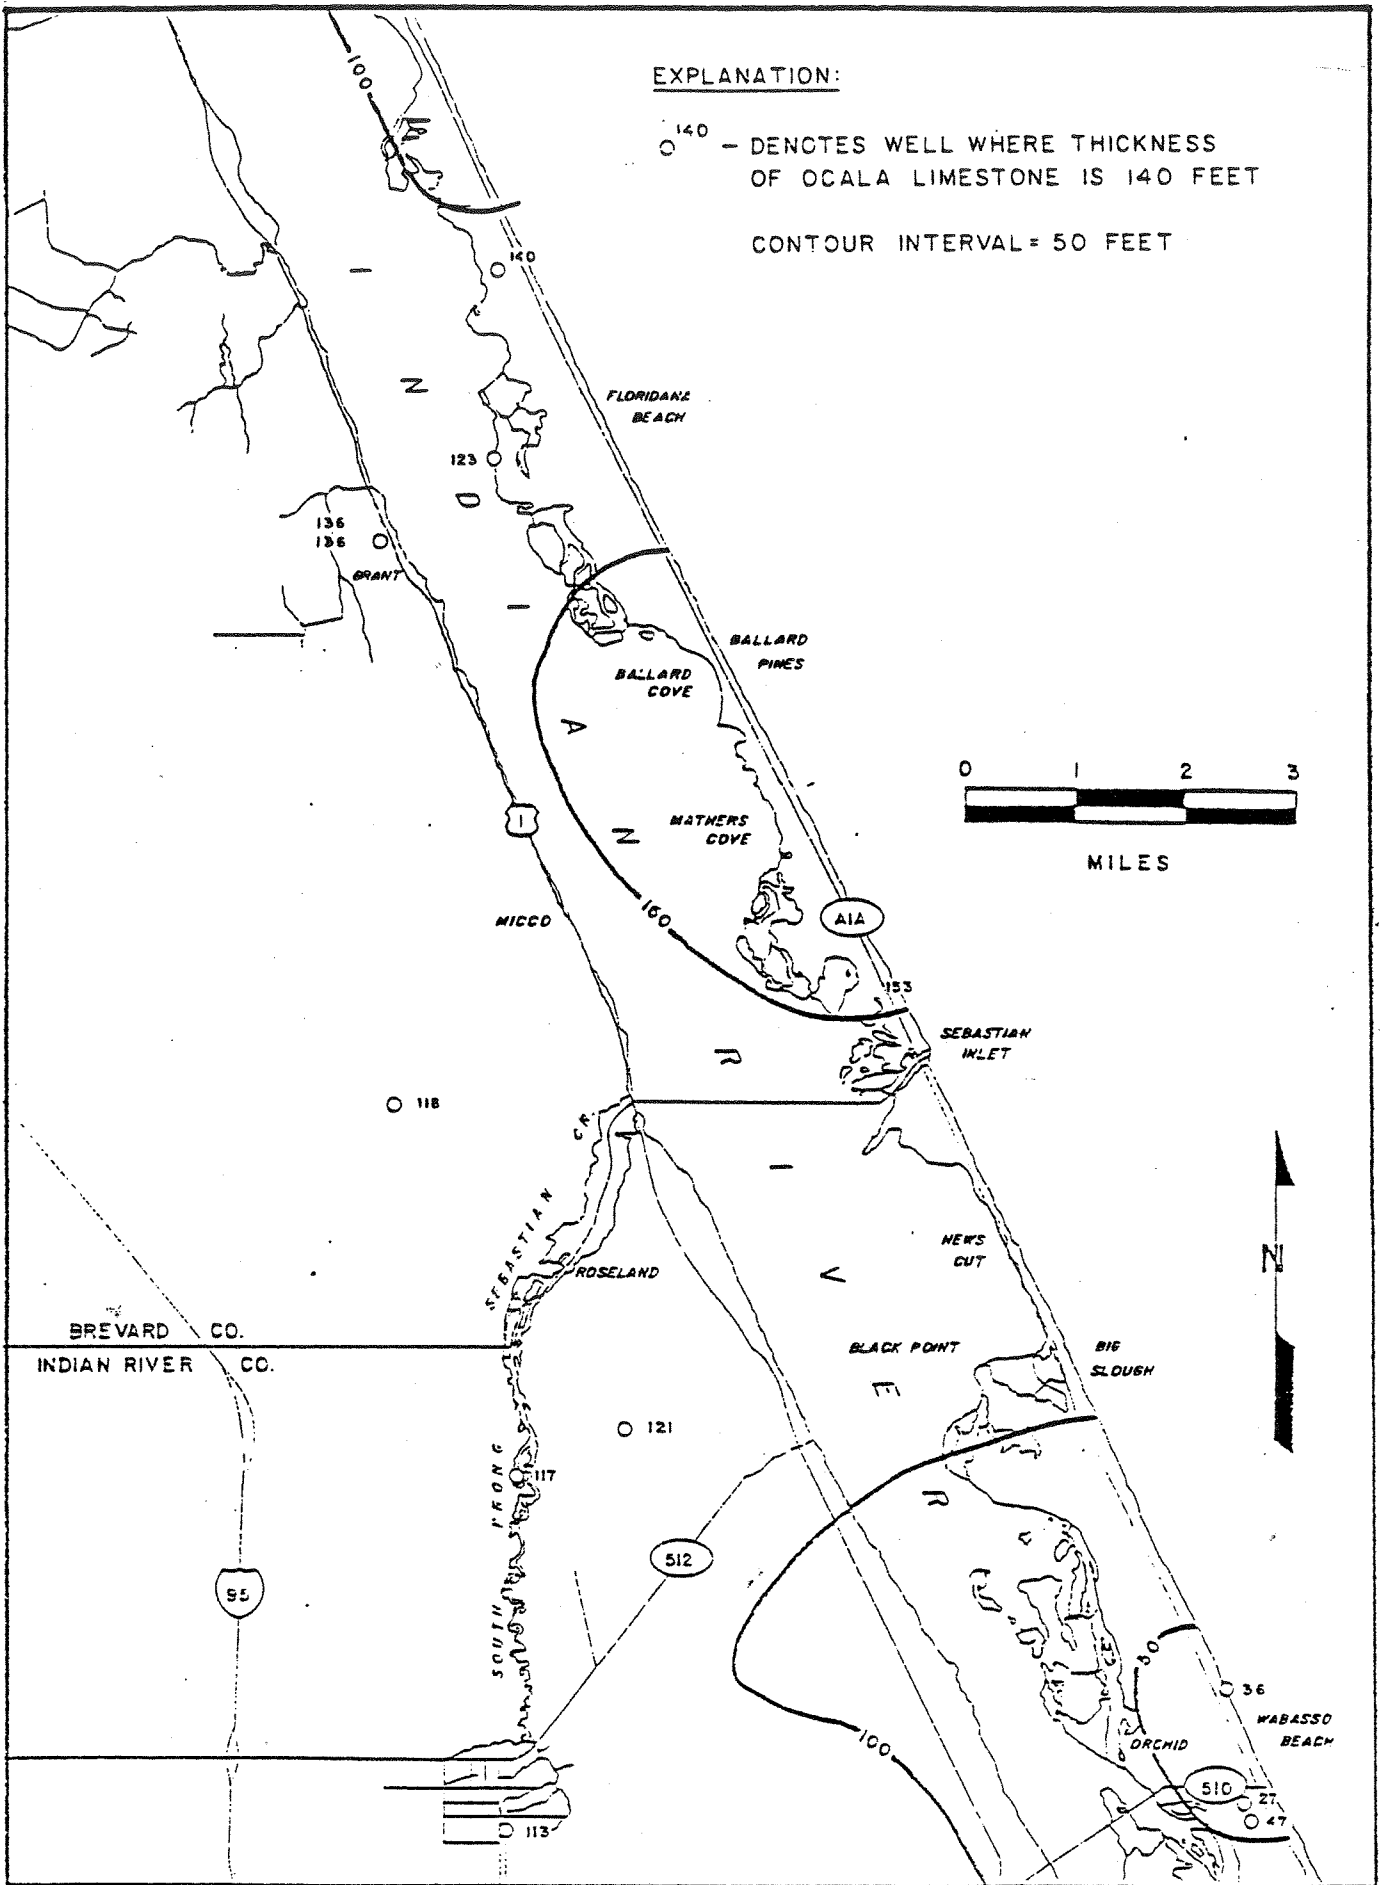 EXPLANATION:
140 – DENOTES WELL WHERE THICKNESS
OF OCALA LIMESTONE IS 140 FEET
CONTOUR INTERVAL = 50 FEET
100
140
FLORIDANA
BEACH
123
136
136
GRANT
BALLARD
PINES
BALLARD
COVE
INDIAN RIVER
0 1 2 3
MILES
1
MATHERS
COVE
MICCO
150
A1A
153
SEBASTIAN
INLET
118
SEBASTIAN CR.
ROSELAND
NEWS
CUT
N
BREVARD CO.
INDIAN RIVER CO.
BLACK POINT
BIG
SLOUGH
121
117
SOUTH PRONG
512
95
50
36
WABASSO
BEACH
ORCHID
100
510
27
47
113